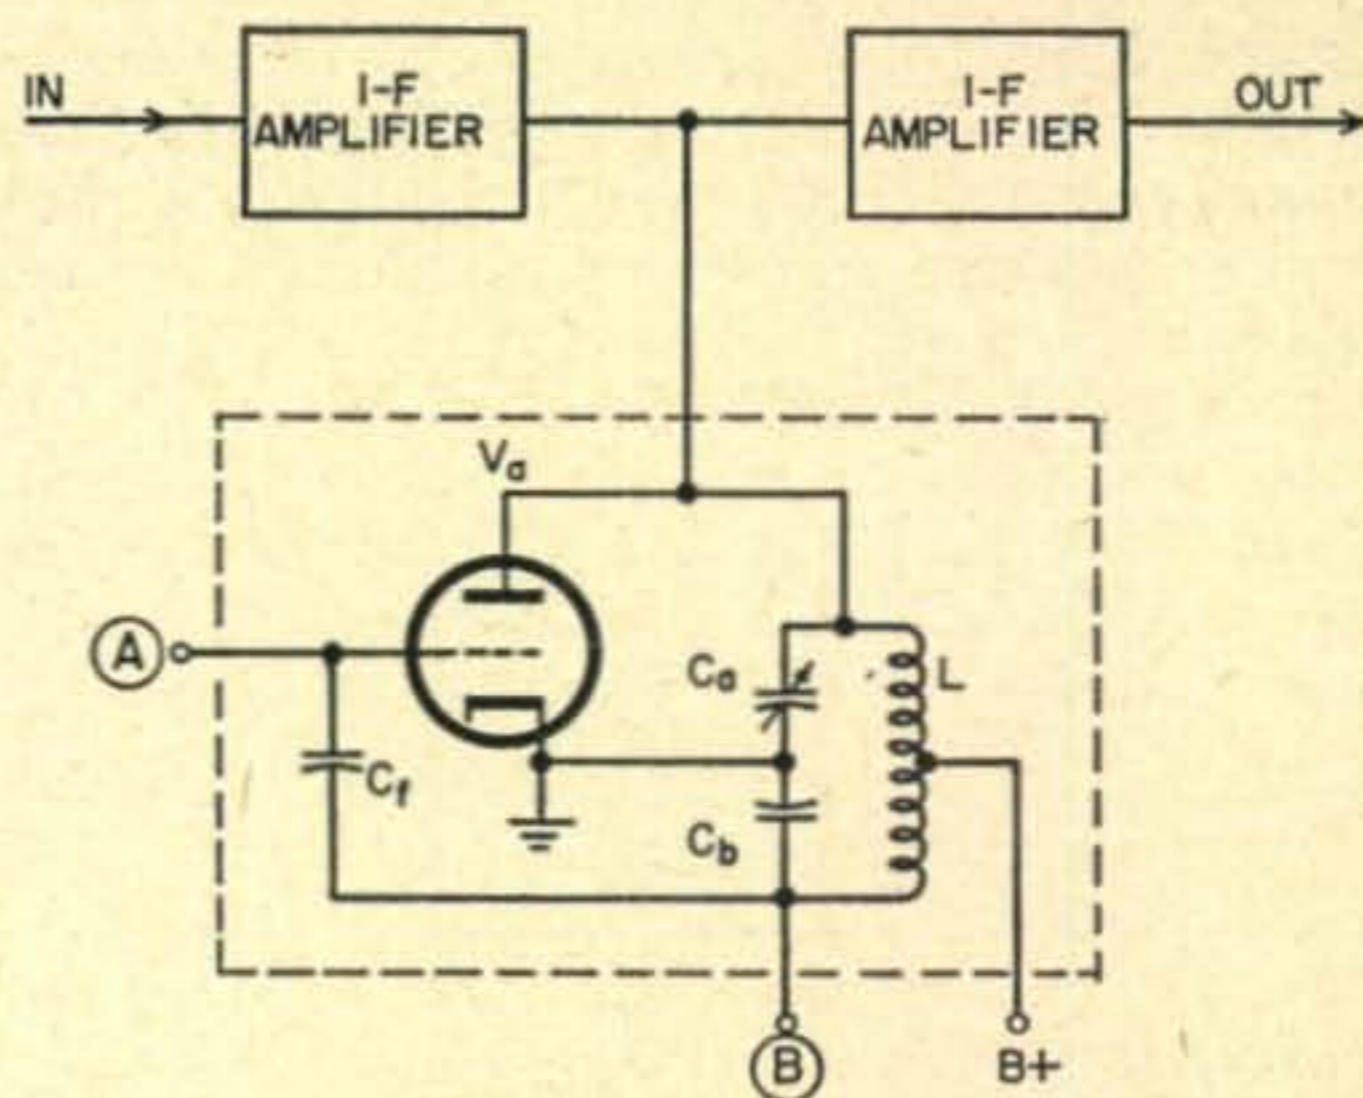 IN
I-F
AMPLIFIER
I-F
AMPLIFIER
OUT
Va
A
Ca
L
Cf
Cb
B
B+